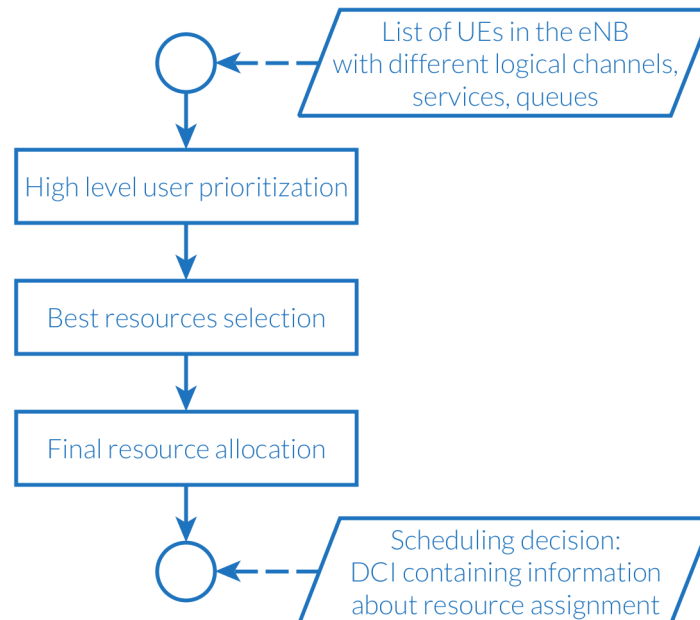 List of UEs in the eNB
with different logical channels,
services, queues
High level user prioritization
Best resources selection
Final resource allocation
Scheduling decision:
DCI containing information
about resource assignment